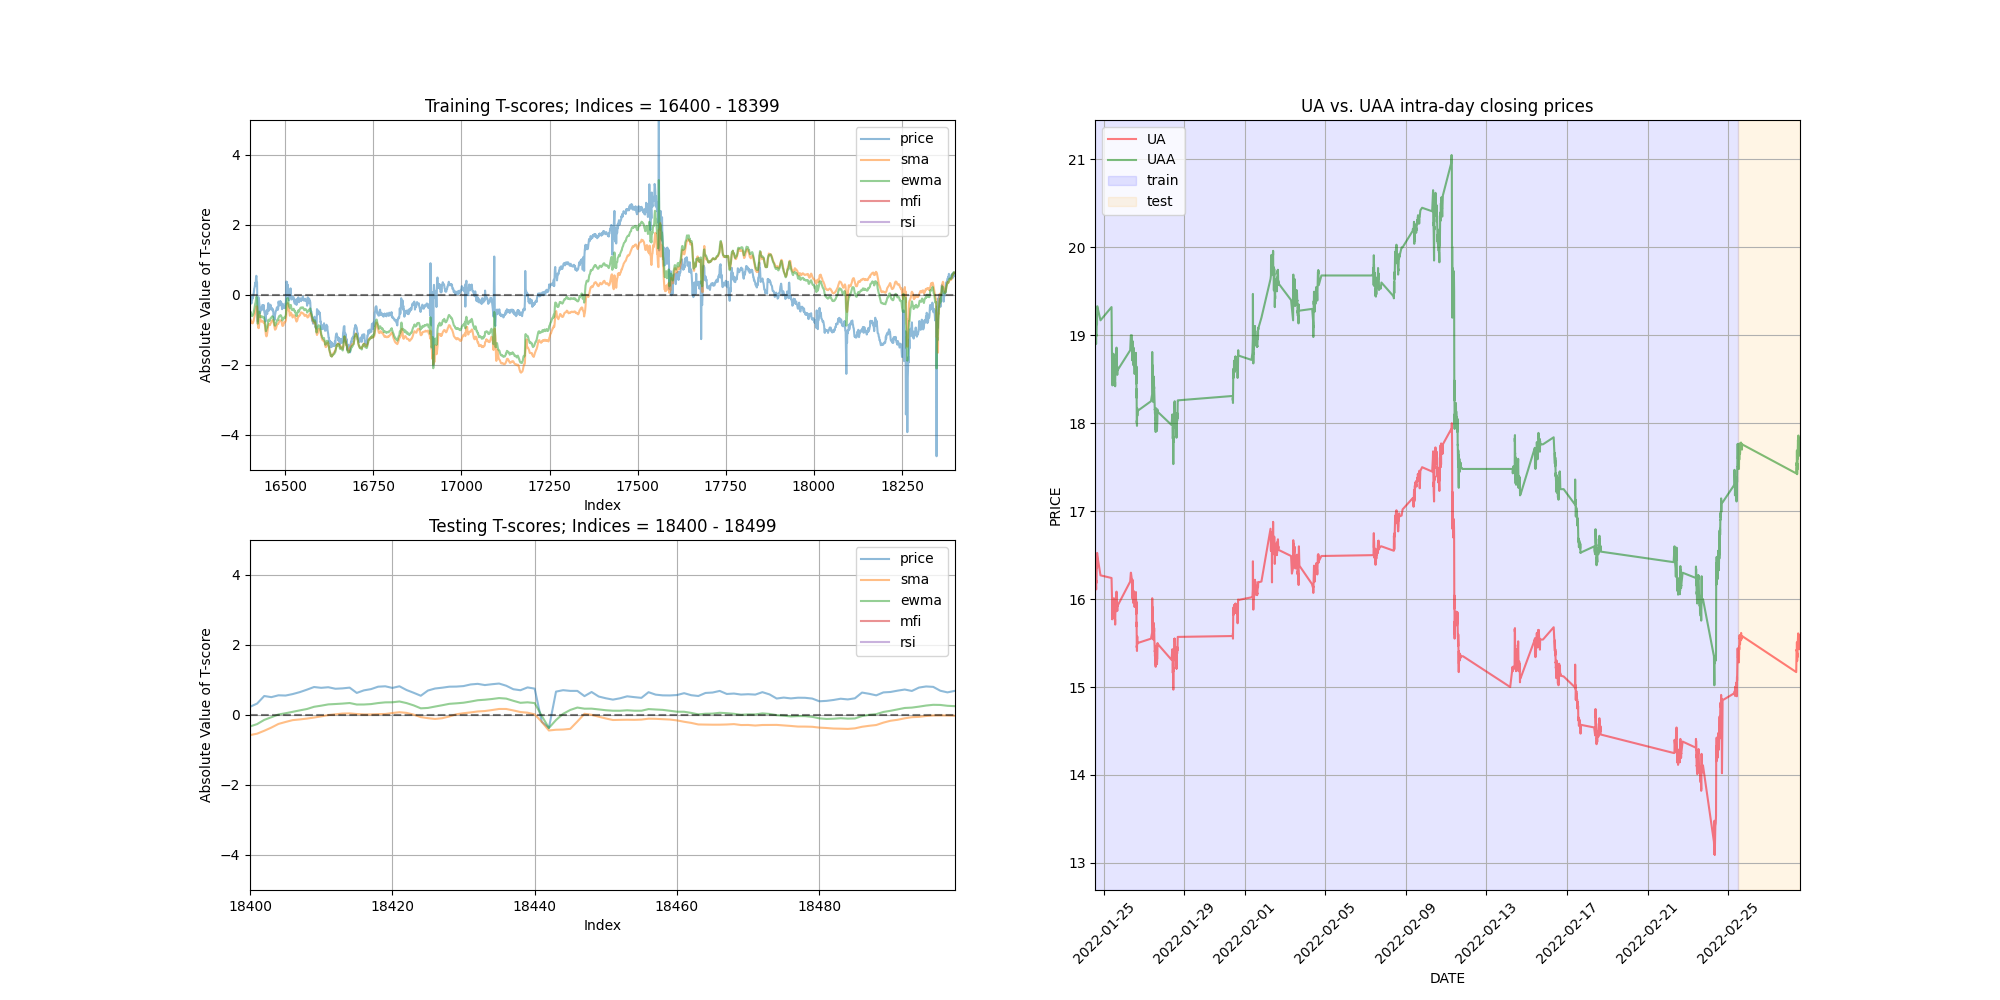 Training T-scores; Indices = 16400 - 18399
Absolute Value of T-score
4
2
0
−2
−4
price
sma
ewma
mfi
rsi
16500
16750
17000
17250
17500
17750
18000
18250
Index
Testing T-scores; Indices = 18400 - 18499
Absolute Value of T-score
4
2
0
−2
−4
price
sma
ewma
mfi
rsi
18400
18420
18440
18460
18480
Index
UA vs. UAA intra-day closing prices
PRICE
21
20
19
18
17
16
15
14
13
UA
UAA
train
test
2022-01-25
2022-01-29
2022-02-01
2022-02-05
2022-02-09
2022-02-13
2022-02-17
2022-02-21
2022-02-25
DATE